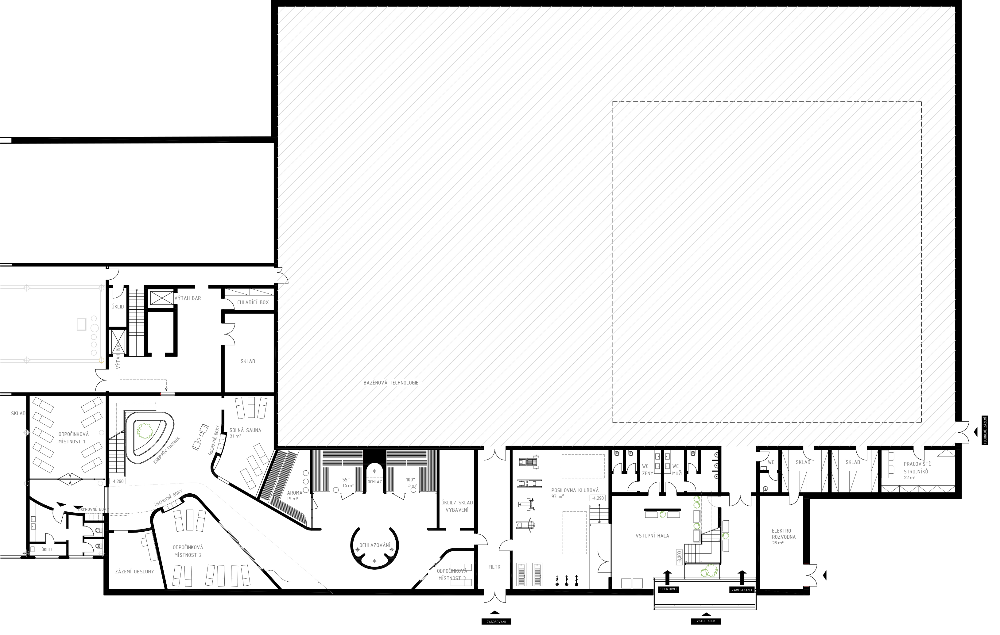 VÝTAH BAR
CHLADÍCÍ BOX
ÚKLID
VÝTAH INV
SKLAD
BAZÉNOVÁ TECHNOLOGIE
SKLAD
ODPOČINKOVÁ
MÍSTNOST 1
KNEIPPŮV CHODNÍK
ÚSCHOVNÉ BOXY
SOLNÁ SAUNA
31 m²
TECHNICKÉ ZÁZEMÍ
-4,290
ÚSCHOVNÉ BOXY
ÚSCHOVNÉ BOXY
AROMA
19 m²
55°
15 m²
OCHLAZ.
100°
15 m²
ÚKLID/ SKLAD
VYBAVENÍ
POSILOVNA KLUBOVÁ
93 m²
-4,290
WC
ŽENY
WC
MUŽI
WC
SKLAD
SKLAD
PRACOVIŠTĚ
STROJNÍKŮ
22 m²
ÚKLID
ZÁZEMÍ OBSLUHY
ODPOČINKOVÁ
MÍSTNOST 2
OCHLAZOVÁNÍ
ODPOČINKOVÁ
MÍSTNOST 3
FILTR
VSTUPNÍ HALA
-3,300
ELEKTRO
ROZVODNA
28 m²
SPORTOVCI
ZAMĚSTNANCI
ZÁSOBOVÁNÍ
VSTUP KLUB